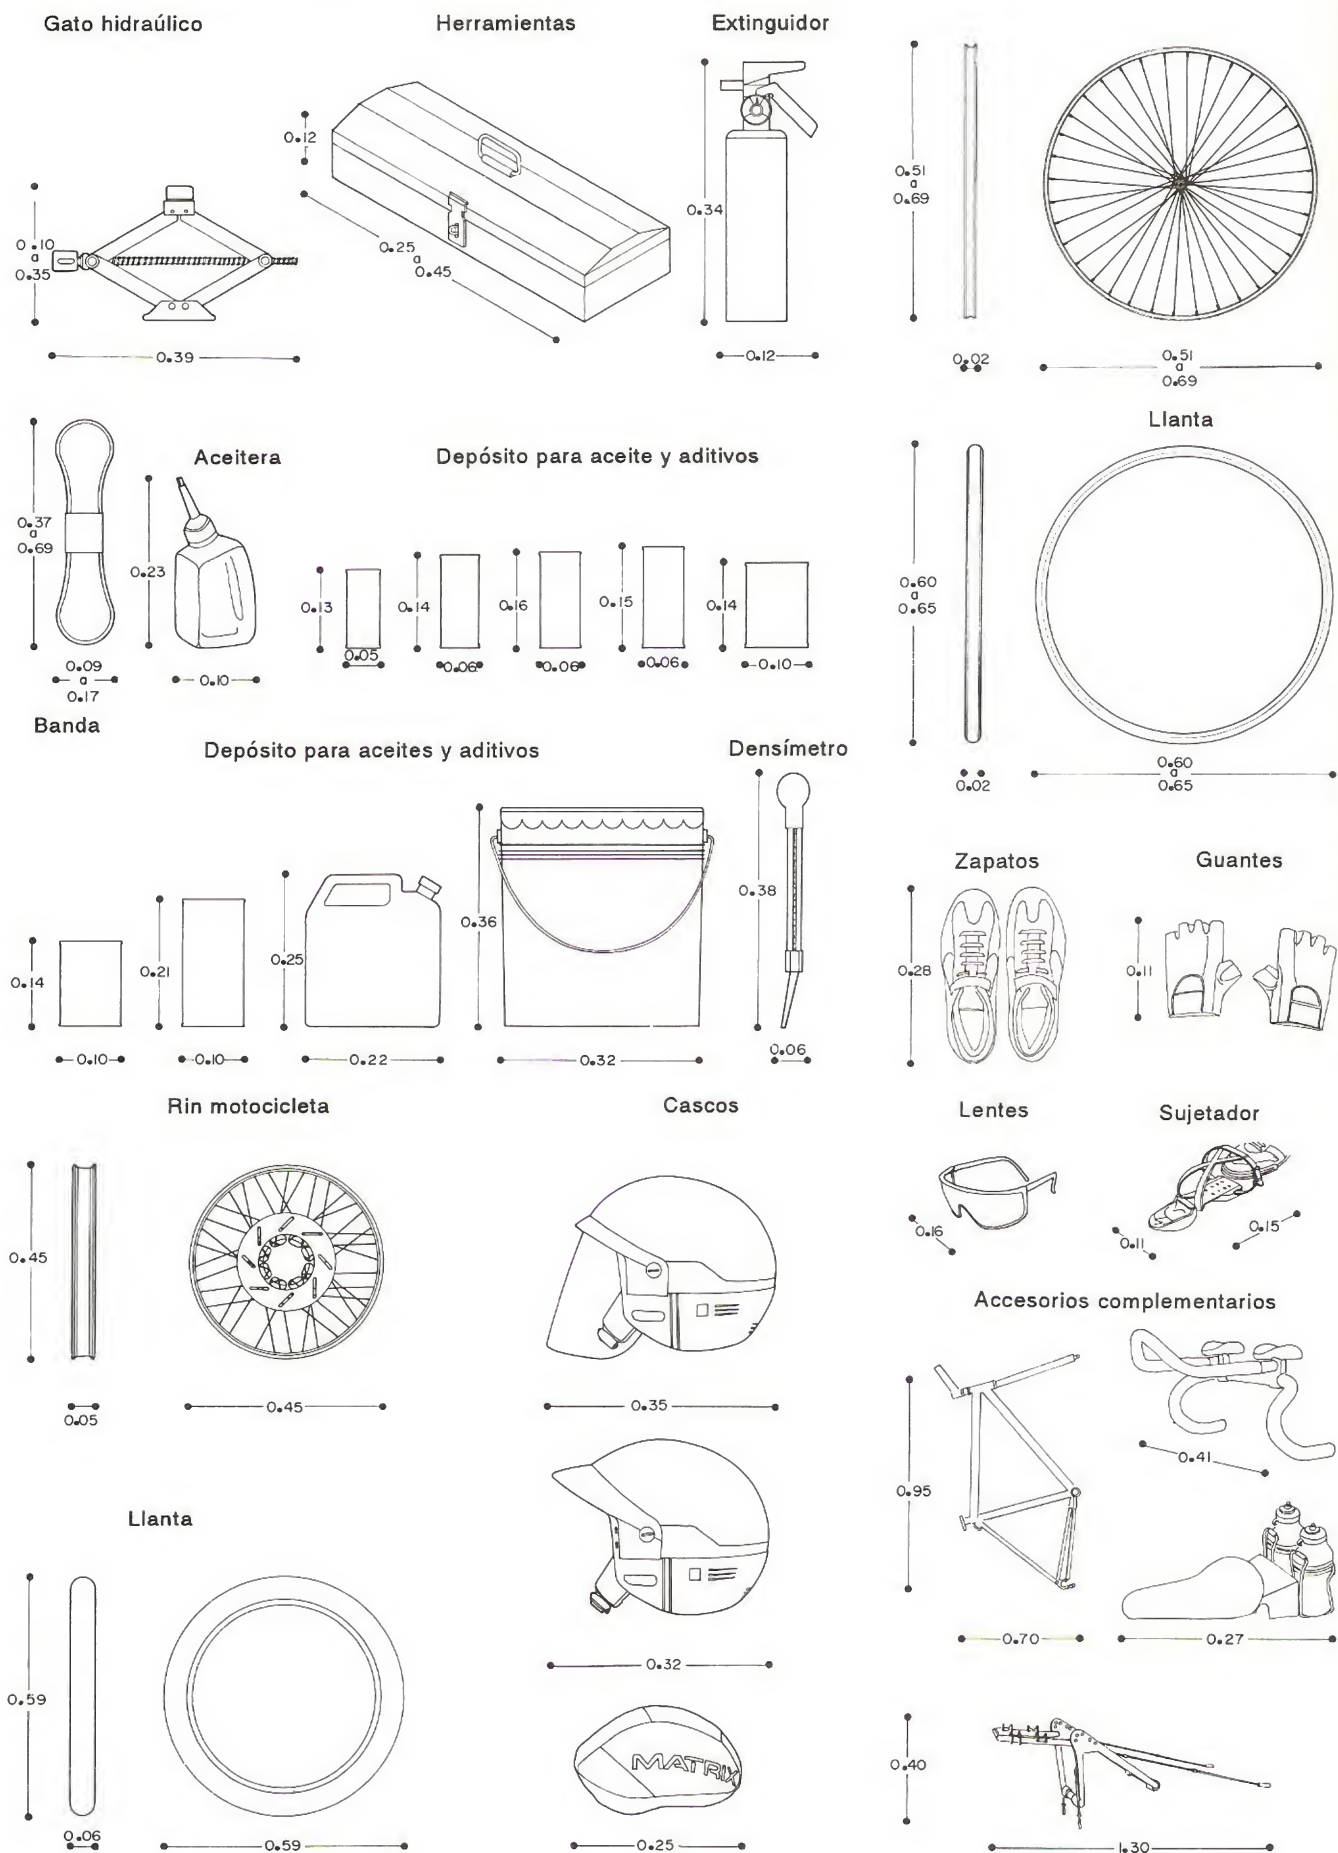 Gato hidraúlico
0.10
a
0.35
0.39
Herramientas
0.12
0.25
a
0.45
Extinguidor
0.34
0.12
0.51
a
0.69
0.02
0.51
a
0.69
0.37
a
0.69
0.09
a
0.17
Banda
Aceitera
0.23
0.10
Depósito para aceite y aditivos
0.13
0.05
0.14
0.06
0.16
0.06
0.15
0.06
0.14
0.10
Llanta
0.60
a
0.65
0.02
0.60
a
0.65
Depósito para aceites y aditivos
0.14
0.10
0.21
0.10
0.25
0.22
0.36
0.32
Densímetro
0.38
0.06
Zapatos
0.28
Guantes
0.11
Rin motocicleta
0.45
0.05
0.45
Cascos
0.35
0.32
MATRIX
0.25
Lentes
0.16
Sujetador
0.11
0.15
Accesorios complementarios
0.95
0.70
0.41
0.27
0.40
1.30
Llanta
0.59
0.06
0.59